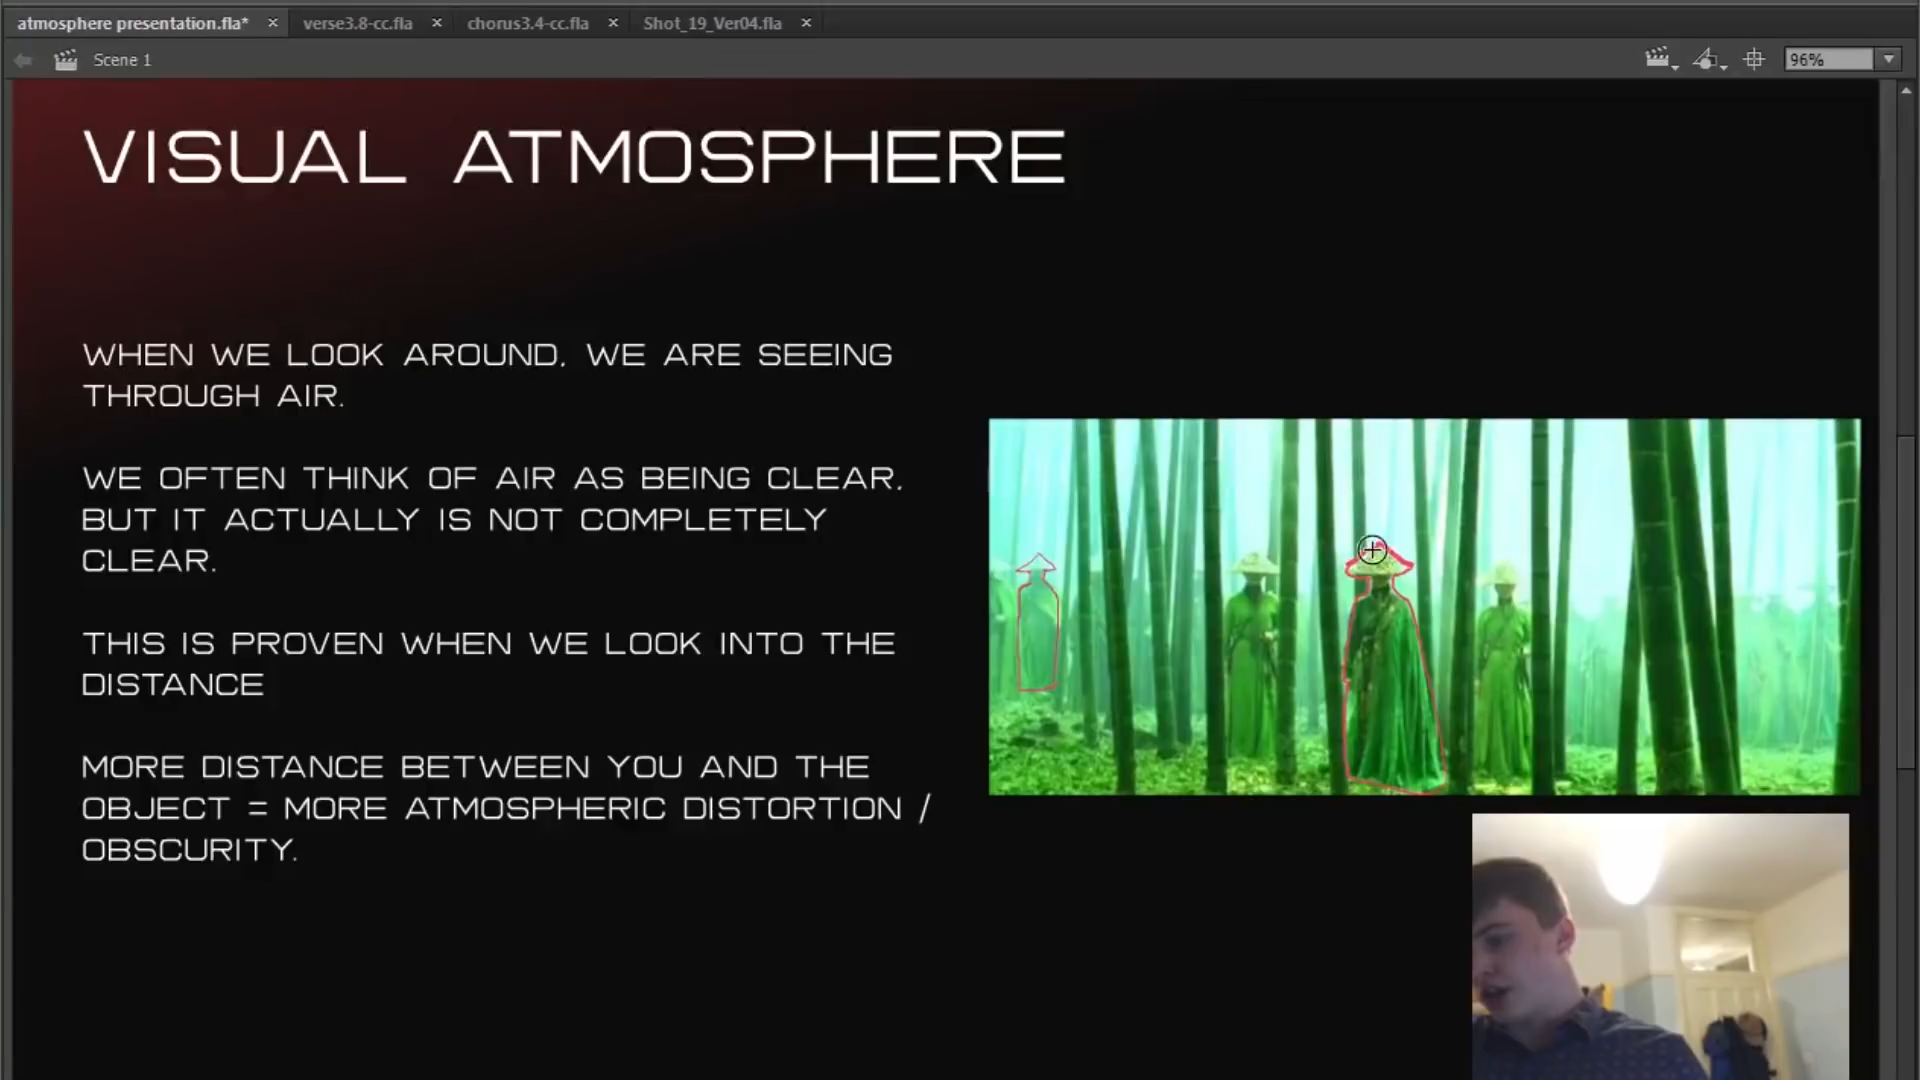 atmosphere presentation.fla*
verse3.8-cc.fla
chorus3.4-cc.fla
Shot_19_Ver04.fla
Scene 1
96%
VISUAL ATMOSPHERE
WHEN WE LOOK AROUND, WE ARE SEEING
THROUGH AIR.
WE OFTEN THINK OF AIR AS BEING CLEAR,
BUT IT ACTUALLY IS NOT COMPLETELY
CLEAR.
THIS IS PROVEN WHEN WE LOOK INTO THE
DISTANCE
MORE DISTANCE BETWEEN YOU AND THE
OBJECT = MORE ATMOSPHERIC DISTORTION /
OBSCURITY.